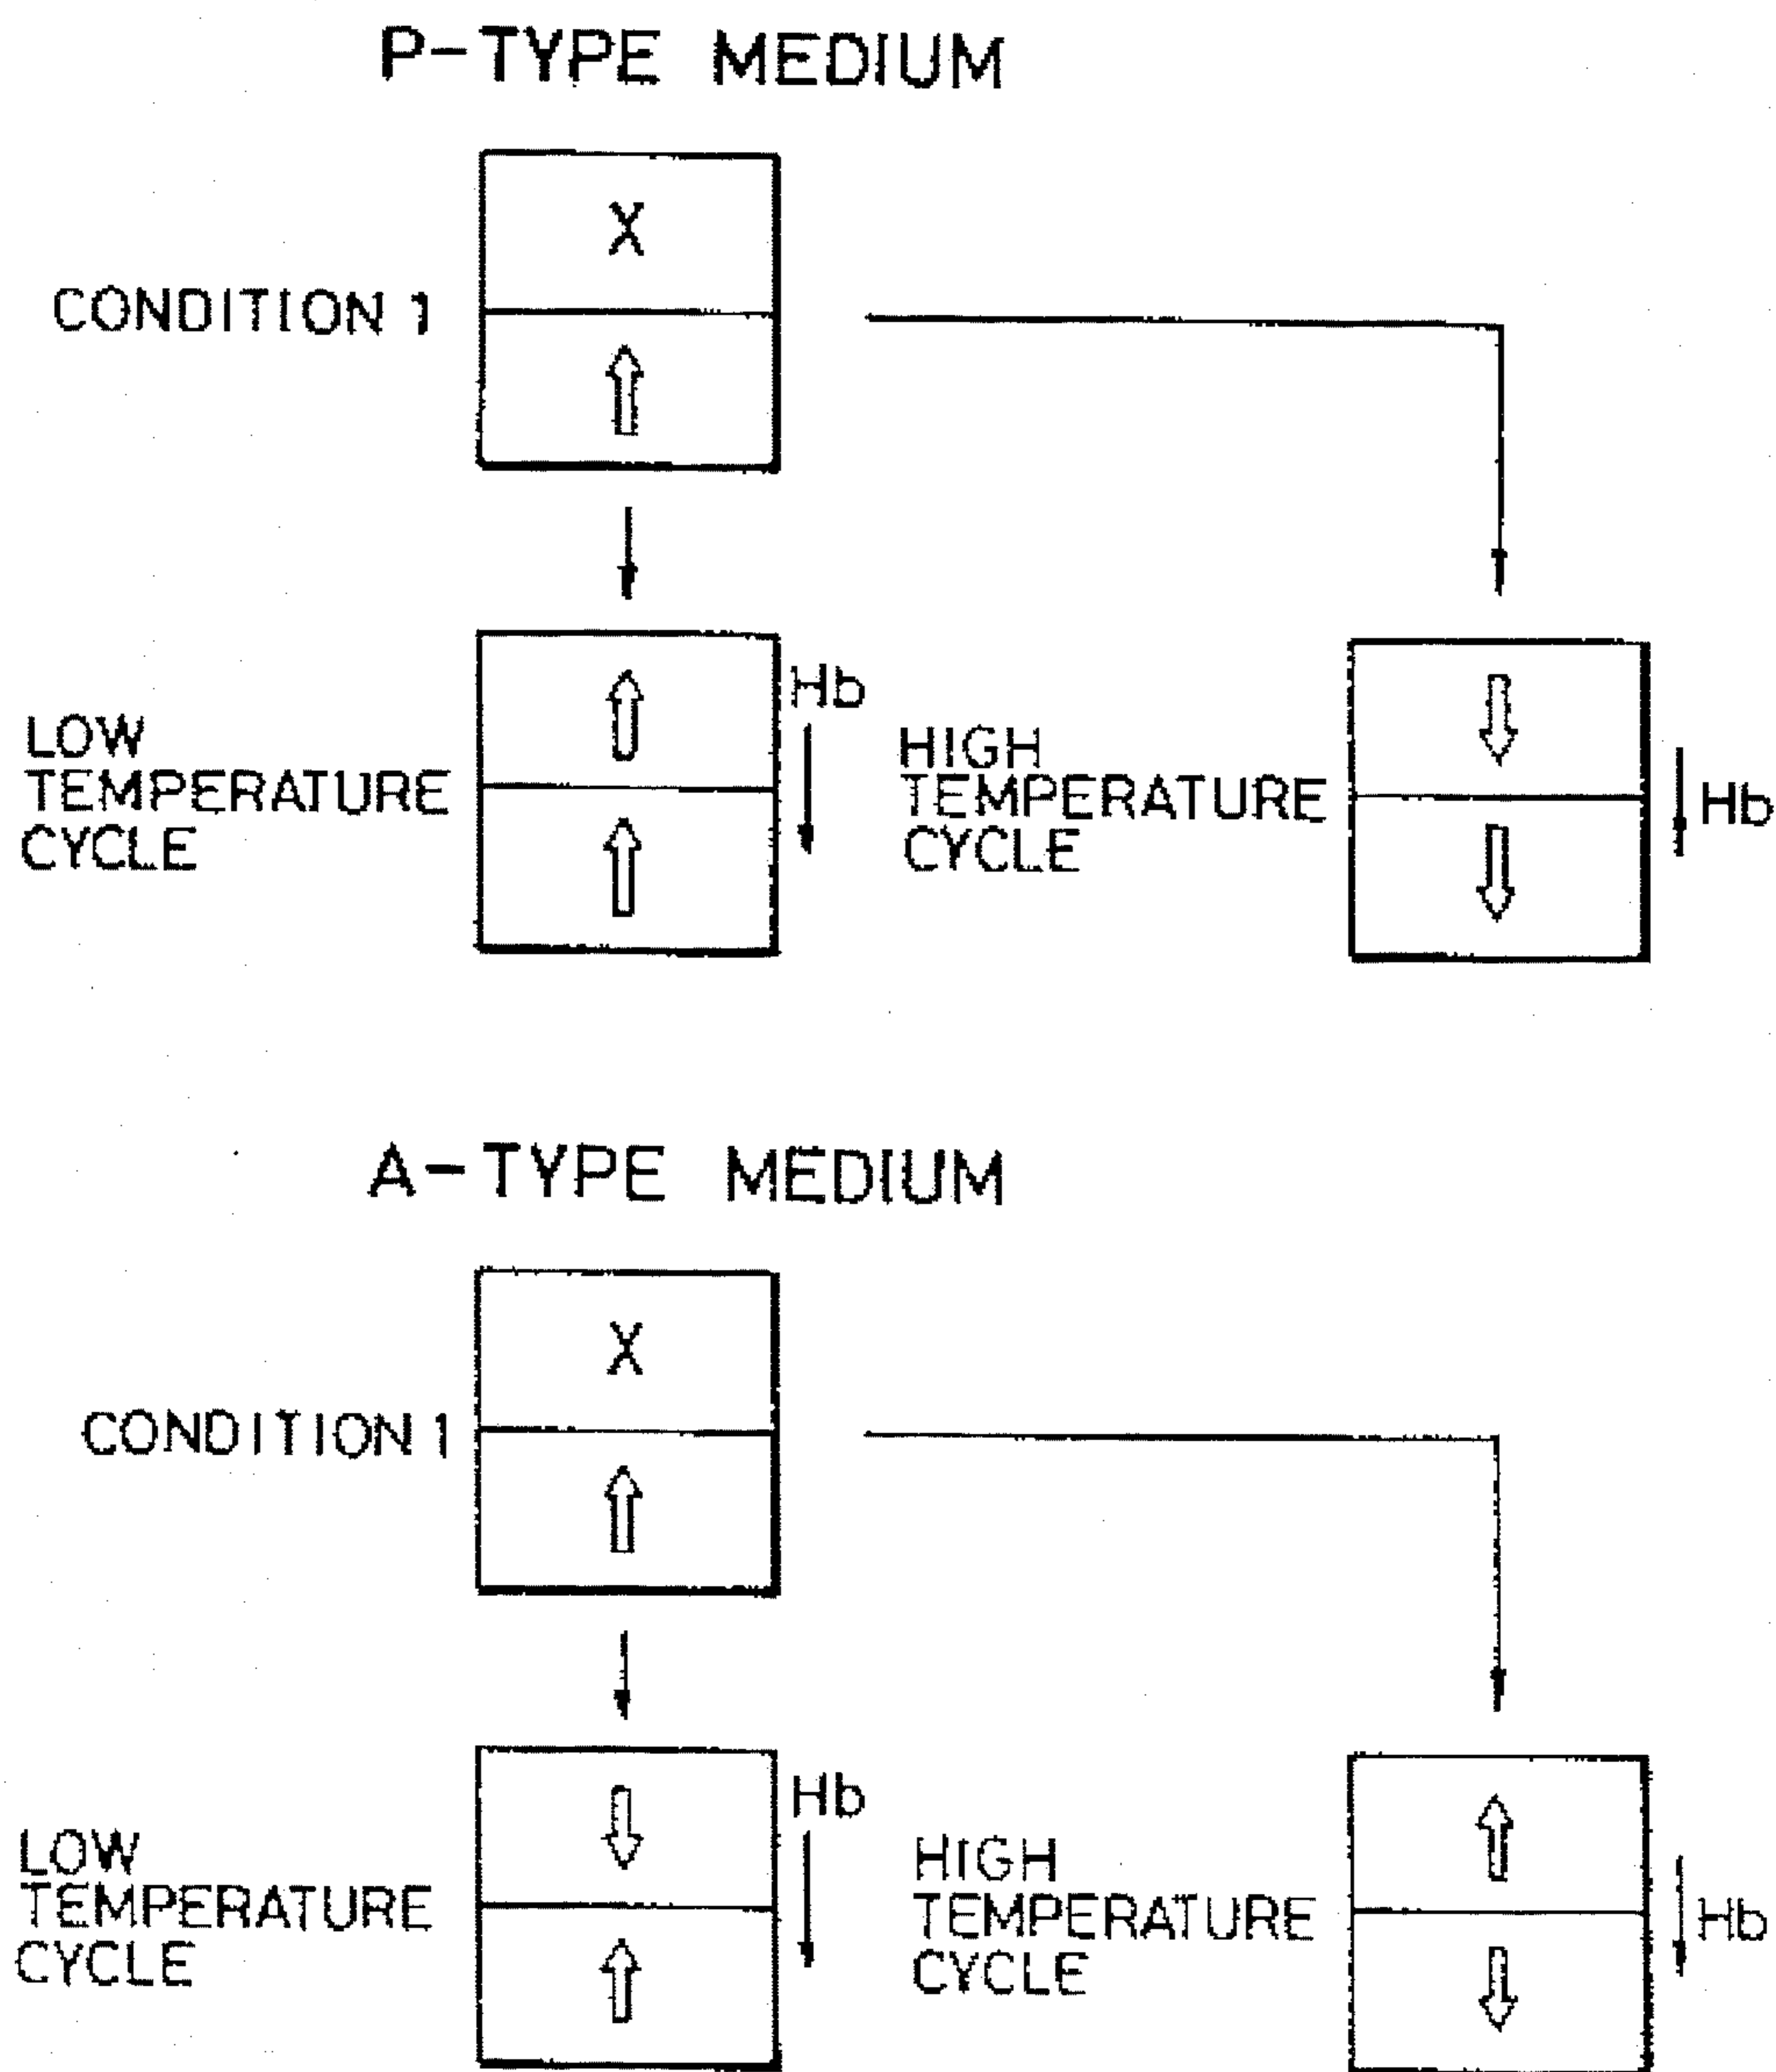 P-TYPE MEDIUM
X
CONDITION 1
Hb
LOW
TEMPERATURE
CYCLE
HIGH
TEMPERATURE
CYCLE
Hb
A-TYPE MEDIUM
X
CONDITION 1
Hb
LOW
TEMPERATURE
CYCLE
HIGH
TEMPERATURE
CYCLE
Hb